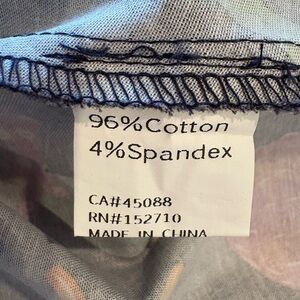 96%Cotton
4%Spandex
CA#45088
RN#152710
MADE IN CHINA